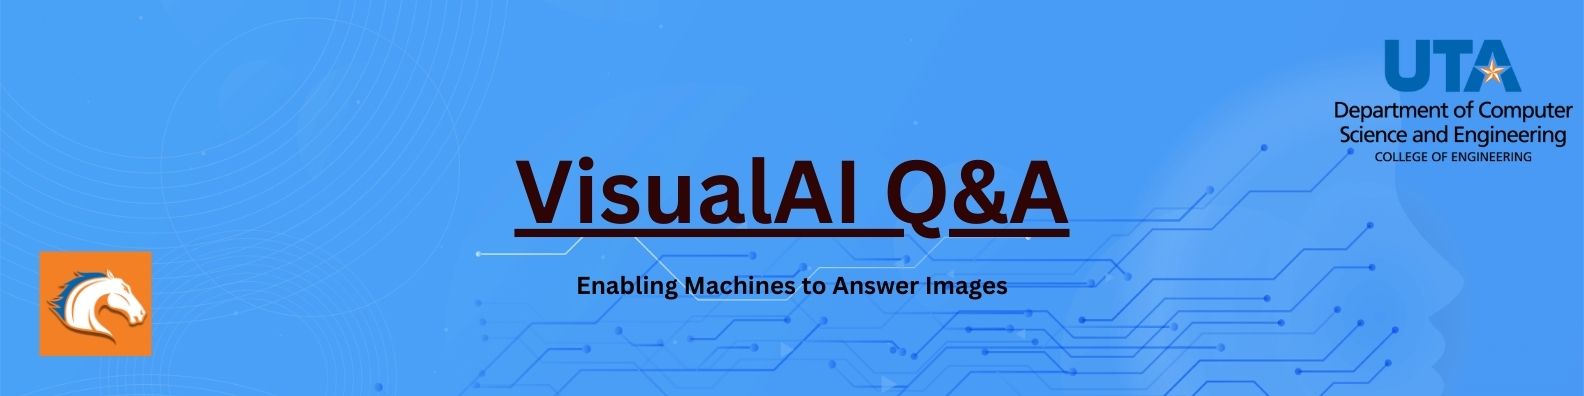 UTA
Department of Computer
Science and Engineering
COLLEGE OF ENGINEERING
VisualAI Q&A
Enabling Machines to Answer Images